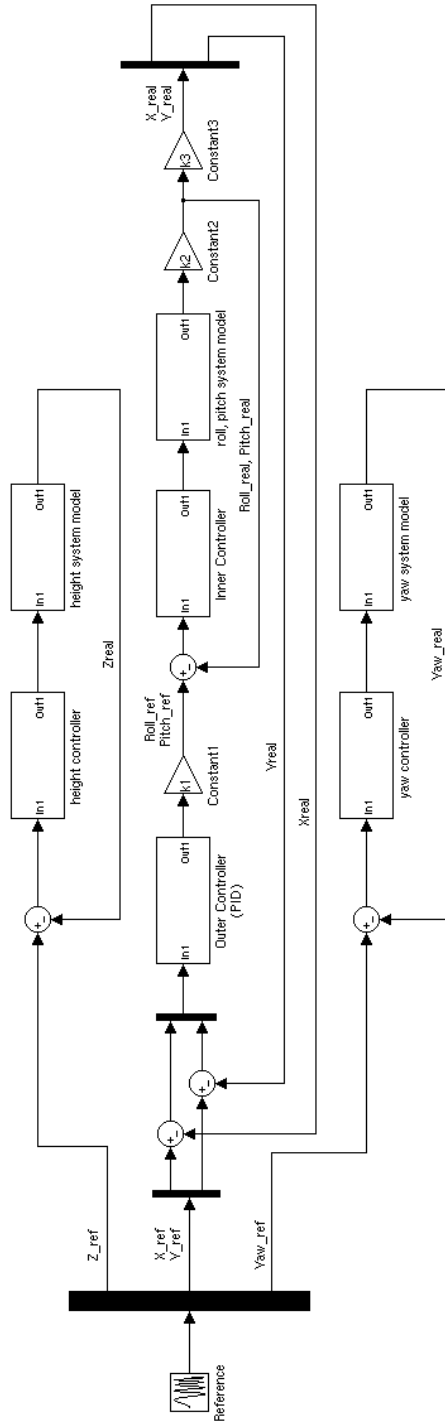 Reference
Z_ref
X_ref
Y_ref
Yaw_ref
+
-
In1
Out1
height controller
In1
Out1
height system model
Zreal
+
-
+
-
In1
Out1
Outer Controller
(PID)
k1
Constant1
Roll_ref
Pitch_ref
+
-
In1
Out1
Inner Controller
In1
Out1
roll, pitch system model
k2
Constant2
k3
Constant3
X_real
Y_real
Roll_real, Pitch_real
Yreal
Xreal
+
-
In1
Out1
yaw controller
In1
Out1
yaw system model
Yaw_real